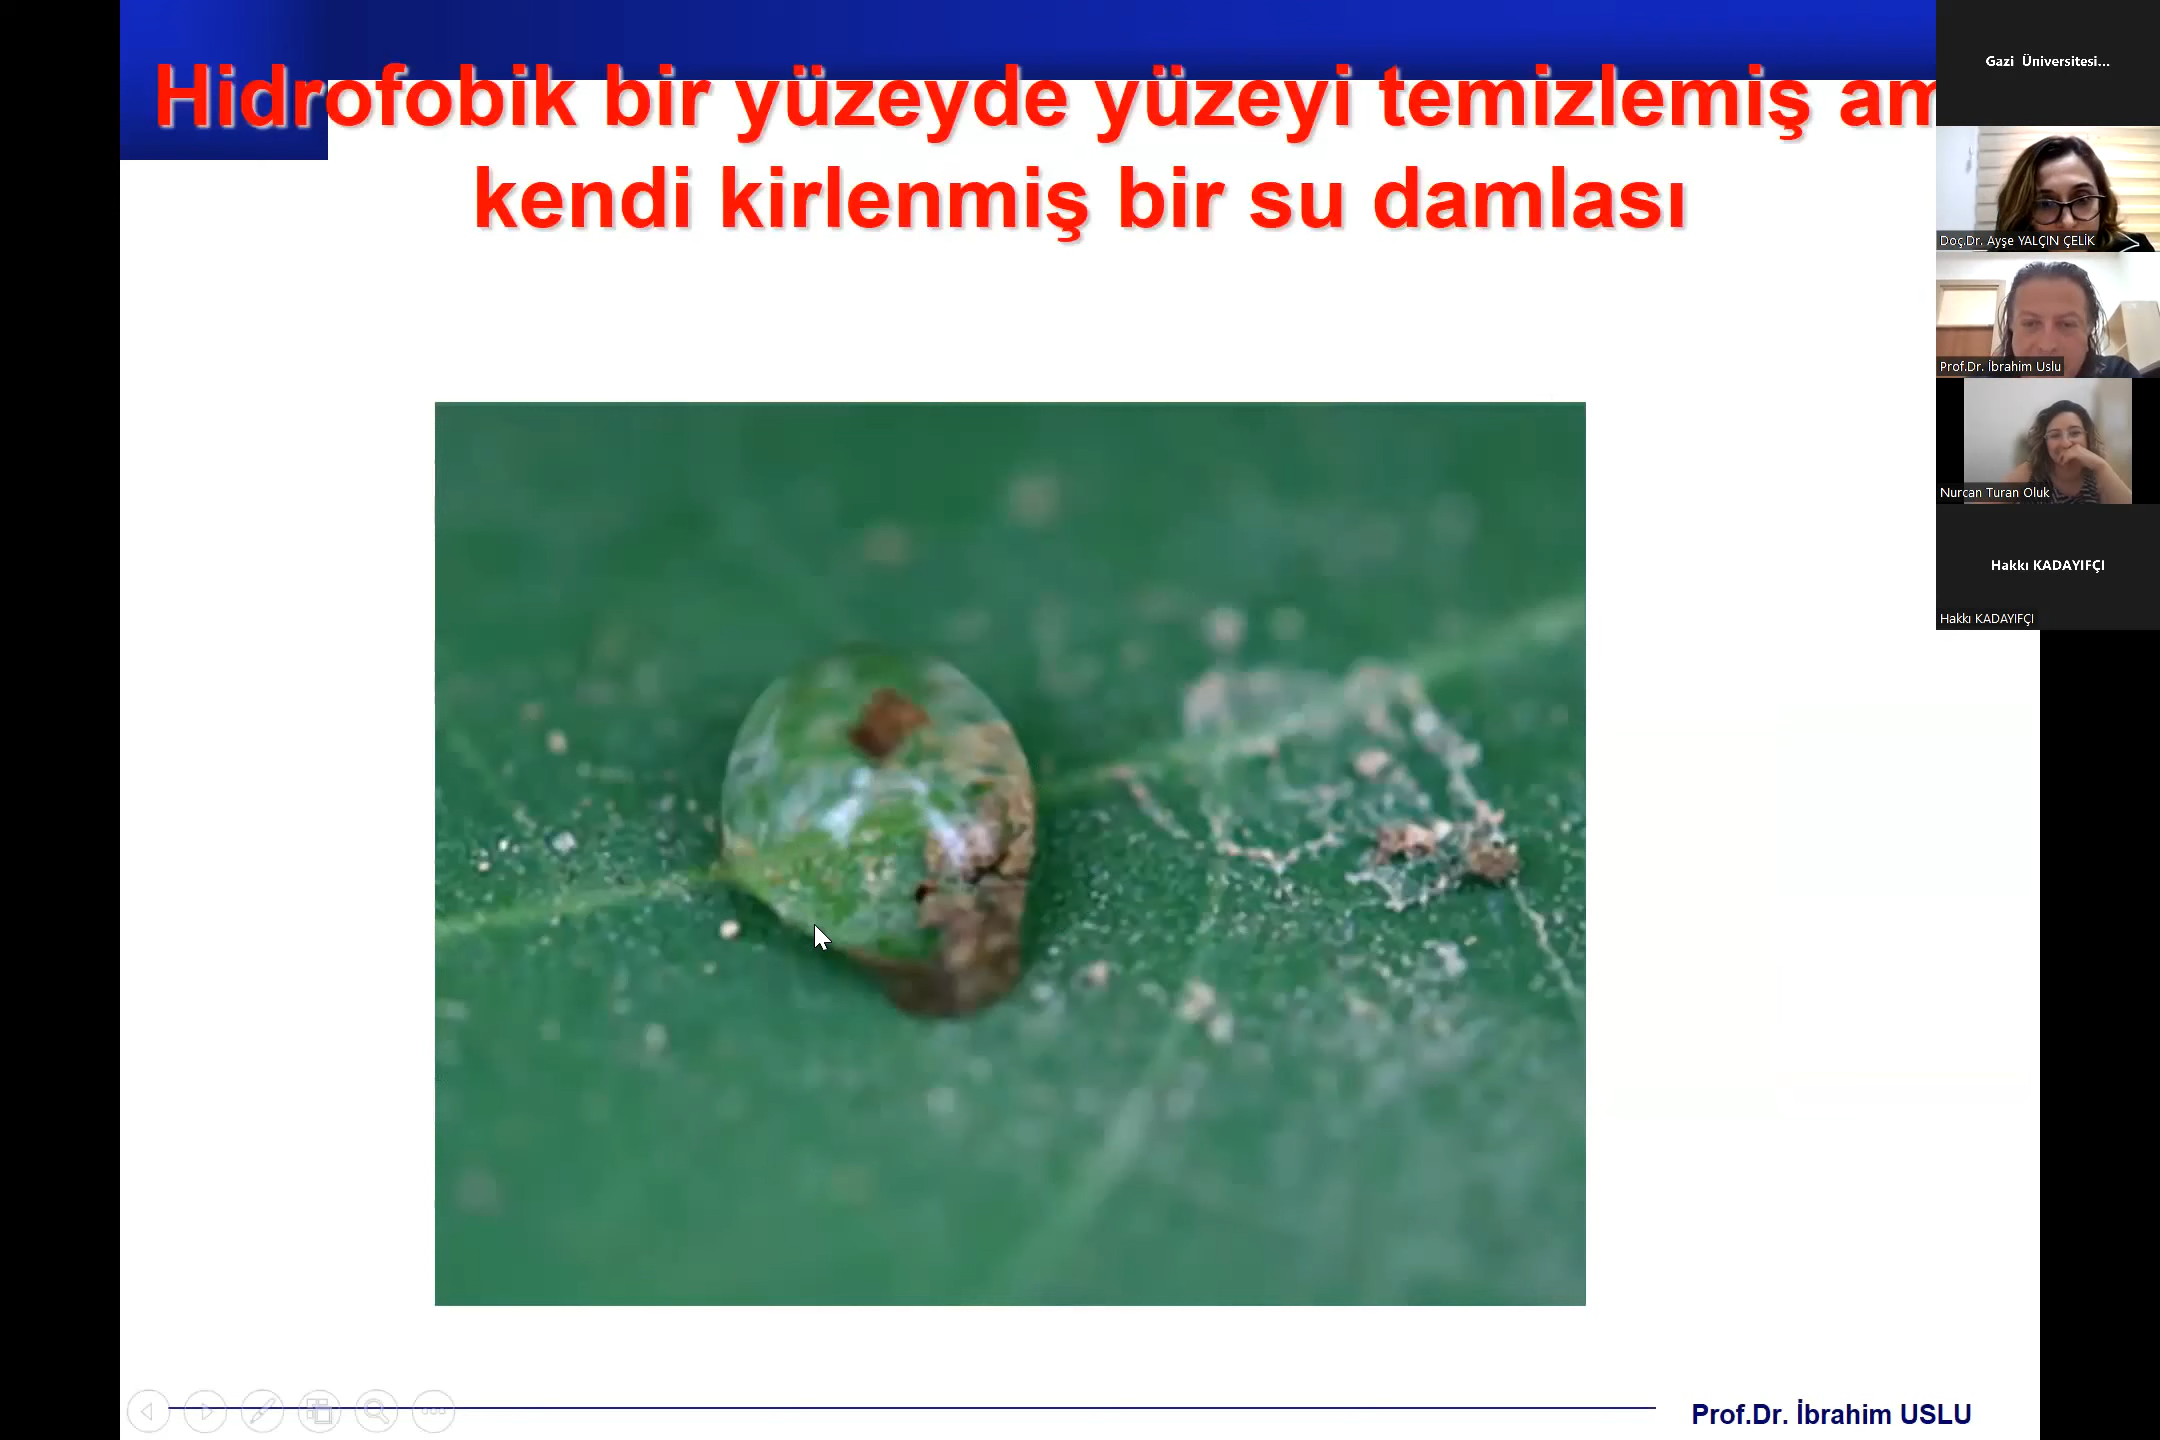 Hidrofobik bir yüzeyde yüzeyi temizlemiş am
kendi kirlenmiş bir su damlası
Gazi Üniversitesi...
Doç.Dr. Ayşe YALÇIN ÇELİK
Prof.Dr. İbrahim Uslu
Nurcan Turan Oluk
Hakkı KADAYIFÇI
Hakkı KADAYIFÇI
Prof.Dr. İbrahim USLU